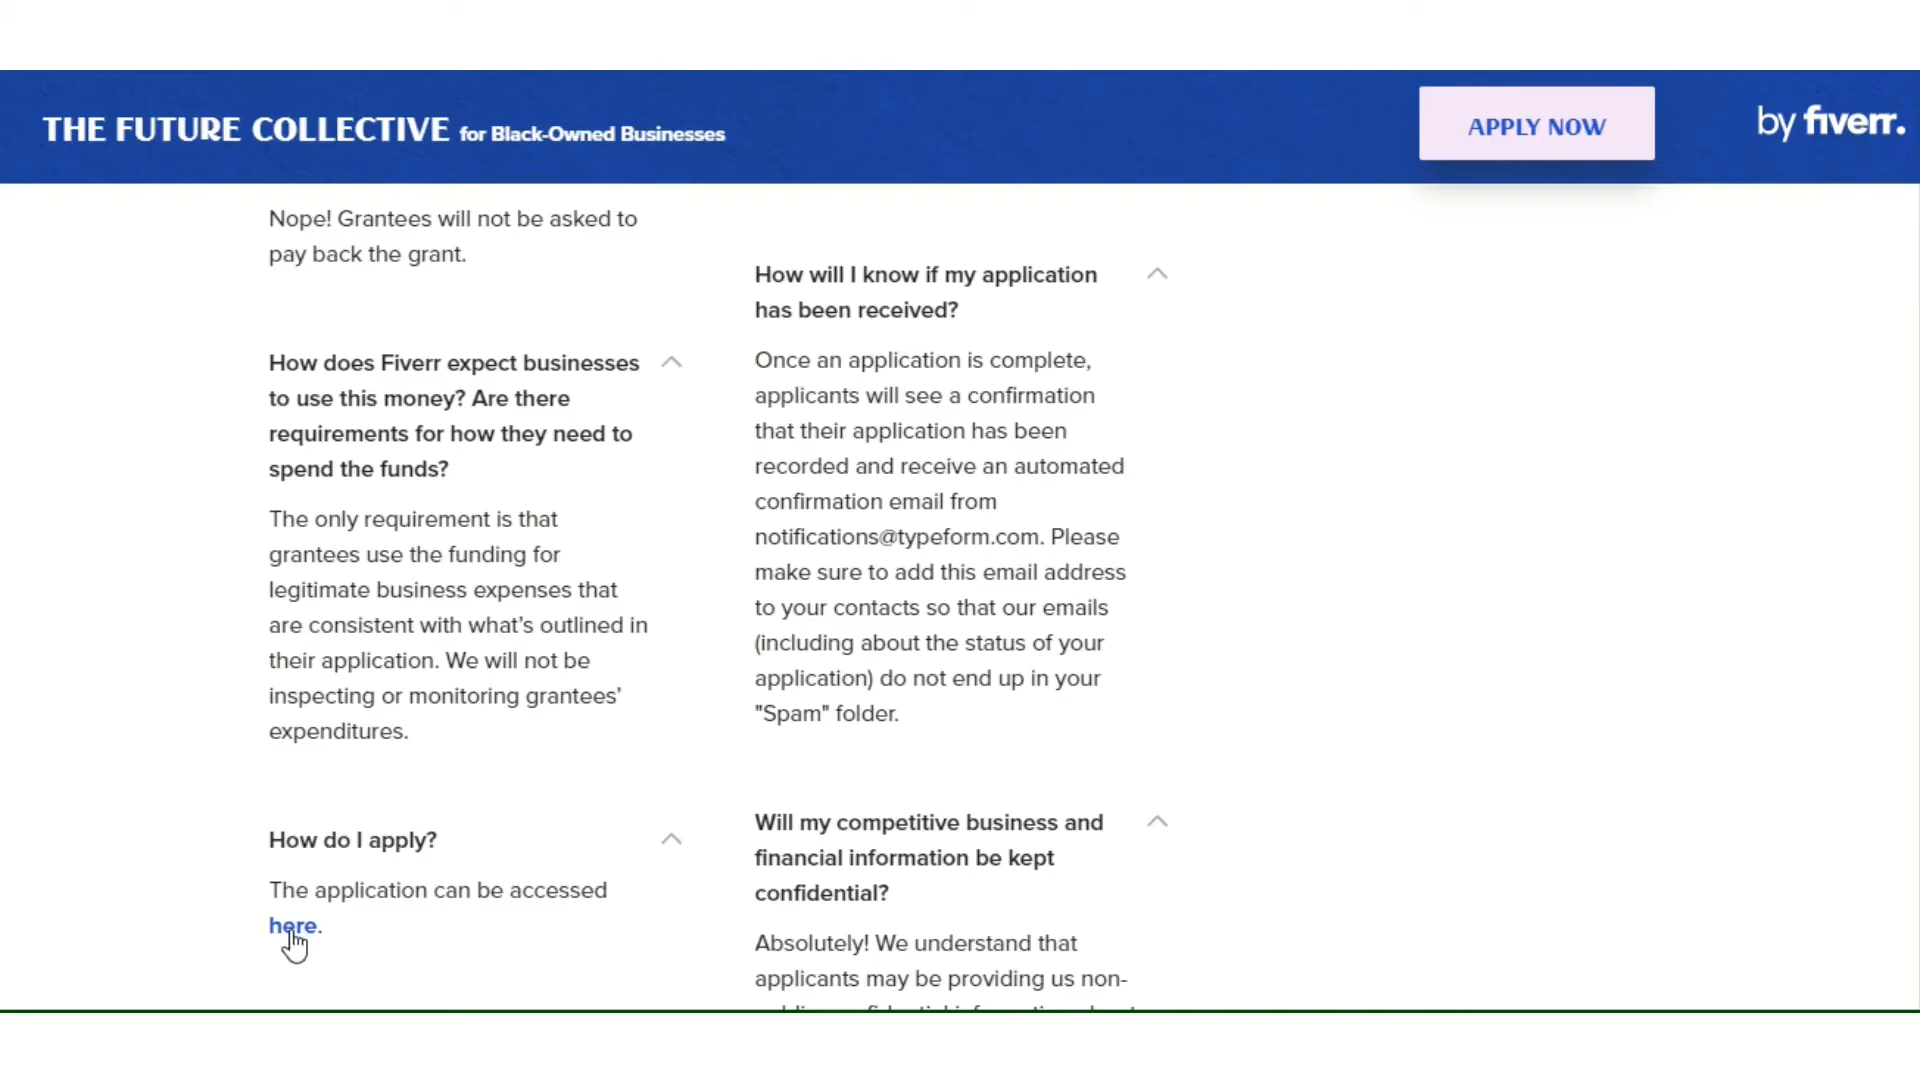 THE FUTURE COLLECTIVE for Black-Owned Businesses
APPLY NOW
by fiverr.
Nope! Grantees will not be asked to
pay back the grant.
How does Fiverr expect businesses
to use this money? Are there
requirements for how they need to
spend the funds?
The only requirement is that
grantees use the funding for
legitimate business expenses that
are consistent with what’s outlined in
their application. We will not be
inspecting or monitoring grantees’
expenditures.
How do I apply?
The application can be accessed
here.
How will I know if my application
has been received?
Once an application is complete,
applicants will see a confirmation
that their application has been
recorded and receive an automated
confirmation email from
notifications@typeform.com. Please
make sure to add this email address
to your contacts so that our emails
(including about the status of your
application) do not end up in your
"Spam" folder.
Will my competitive business and
financial information be kept
confidential?
Absolutely! We understand that
applicants may be providing us non-